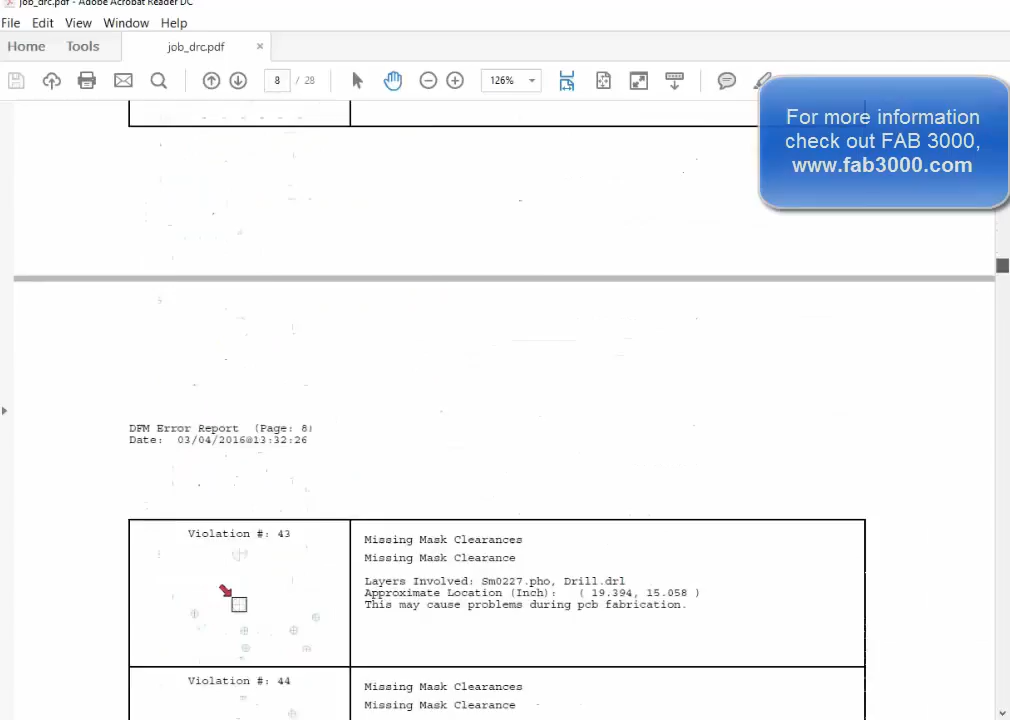 job_drc.pdf - Adobe Acrobat Reader DC
File Edit View Window Help
Home Tools job_drc.pdf ×
8 / 28 126%
For more information
check out FAB 3000,
www.fab3000.com
DFM Error Report (Page: 8)
Date: 03/04/2016@13:32:26
Violation #: 43
Missing Mask Clearances
Missing Mask Clearance
Layers Involved: Sm0227.pho, Drill.drl
Approximate Location (Inch): ( 19.394, 15.058 )
This may cause problems during pcb fabrication.
Violation #: 44
Missing Mask Clearances
Missing Mask Clearance